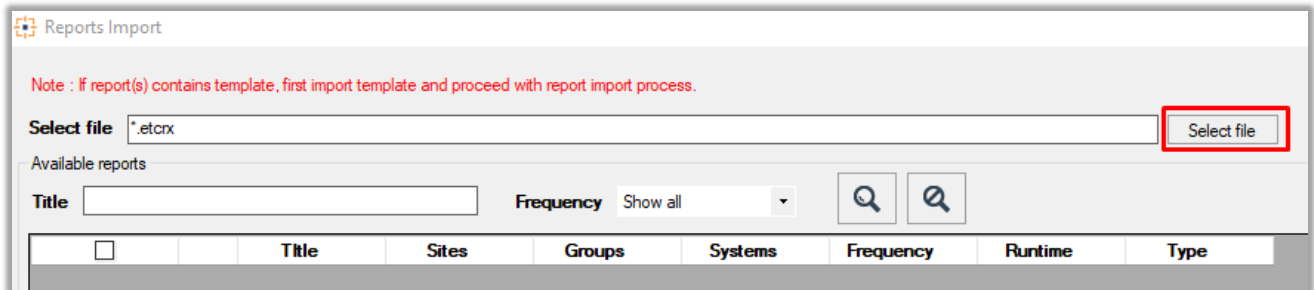 Reports Import
Note : If report(s) contains template, first import template and proceed with report import process.
Select file *.etcrx Select file
Available reports
Title Frequency Show all
TItle Sites Groups Systems Frequency Runtime Type